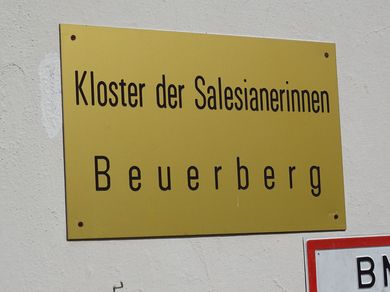 Kloster der Salesianerinnen
Beuerberg